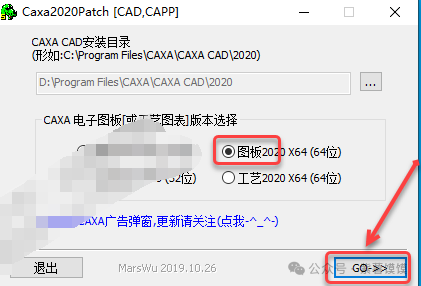 Caxa2020Patch [CAD,CAPP]
CAXA CAD安装目录
(形如:C:\Program Files\CAXA\CAXA CAD\2020
D:\Program Files\CAXA\CAXA CAD\2020
...
CAXA 电子图板[或工艺图表]版本选择
图板2020 X64 (64位)
32位)
工艺2020 X64 (64位)
CAXA广告弹窗,更新请关注(点我-^_^-)
退出
MarsWu 2019.10.26
公众号
GO->>